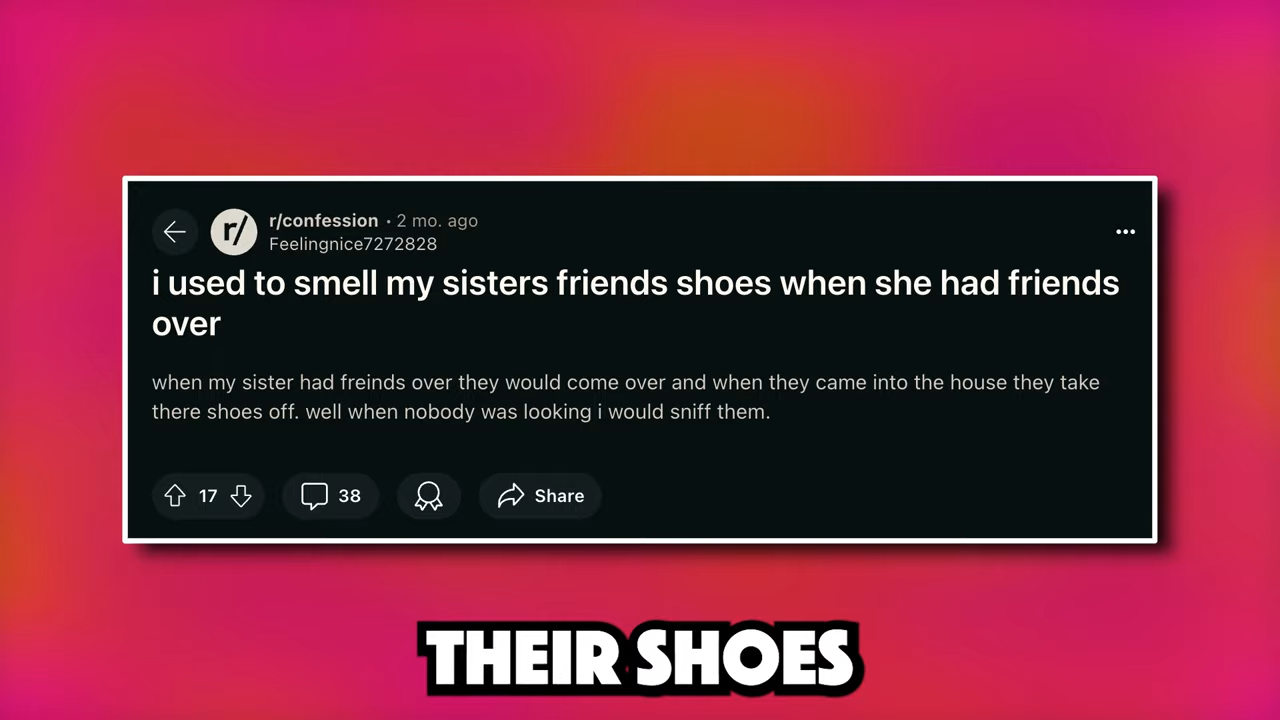 r/
r/confession • 2 mo. ago
Feelingnice7272828
i used to smell my sisters friends shoes when she had friends
over
when my sister had freinds over they would come over and when they came into the house they take
there shoes off. well when nobody was looking i would sniff them.
17
38
Share
THEIR SHOES